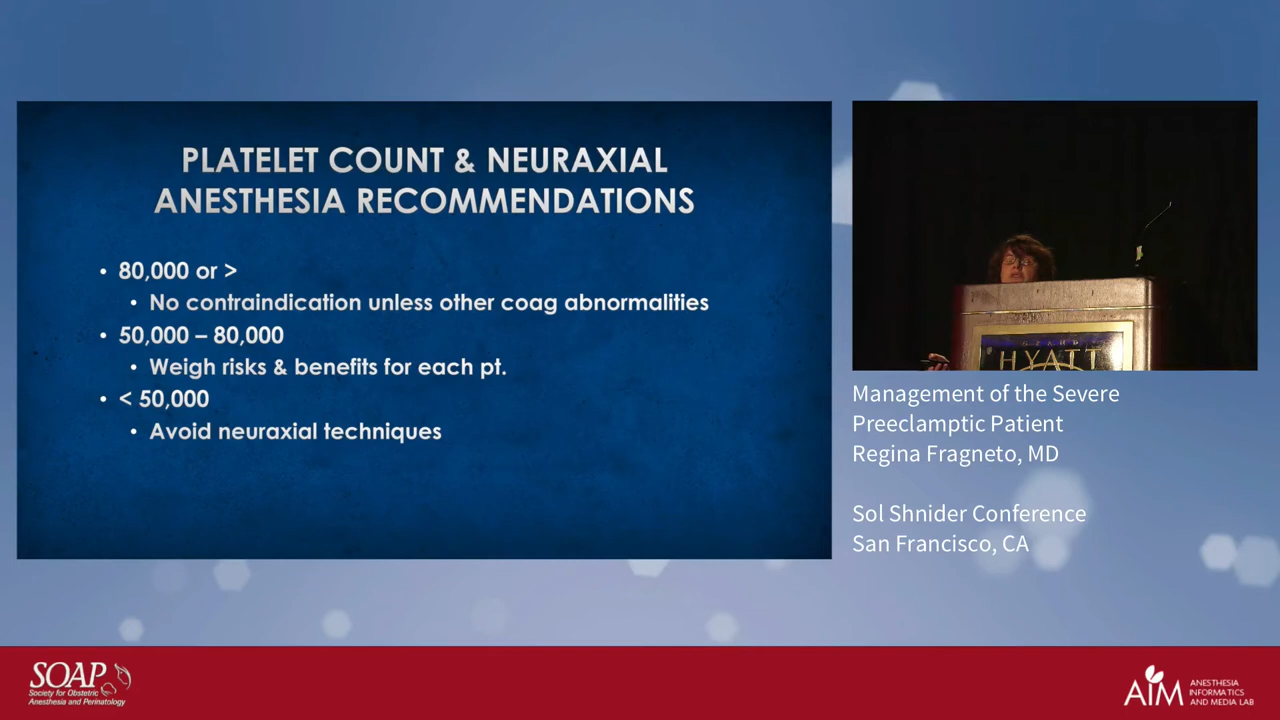 PLATELET COUNT & NEURAXIAL
ANESTHESIA RECOMMENDATIONS
• 80,000 or >
• No contraindication unless other coag abnormalities
• 50,000 – 80,000
• Weigh risks & benefits for each pt.
• < 50,000
• Avoid neuraxial techniques
GRAND
HYATT
Management of the Severe
Preeclamptic Patient
Regina Fragneto, MD
Sol Shnider Conference
San Francisco, CA
SOAP
Society for Obstetric
Anesthesia and Perinatology
AIM
ANESTHESIA
INFORMATICS
AND MEDIA LAB